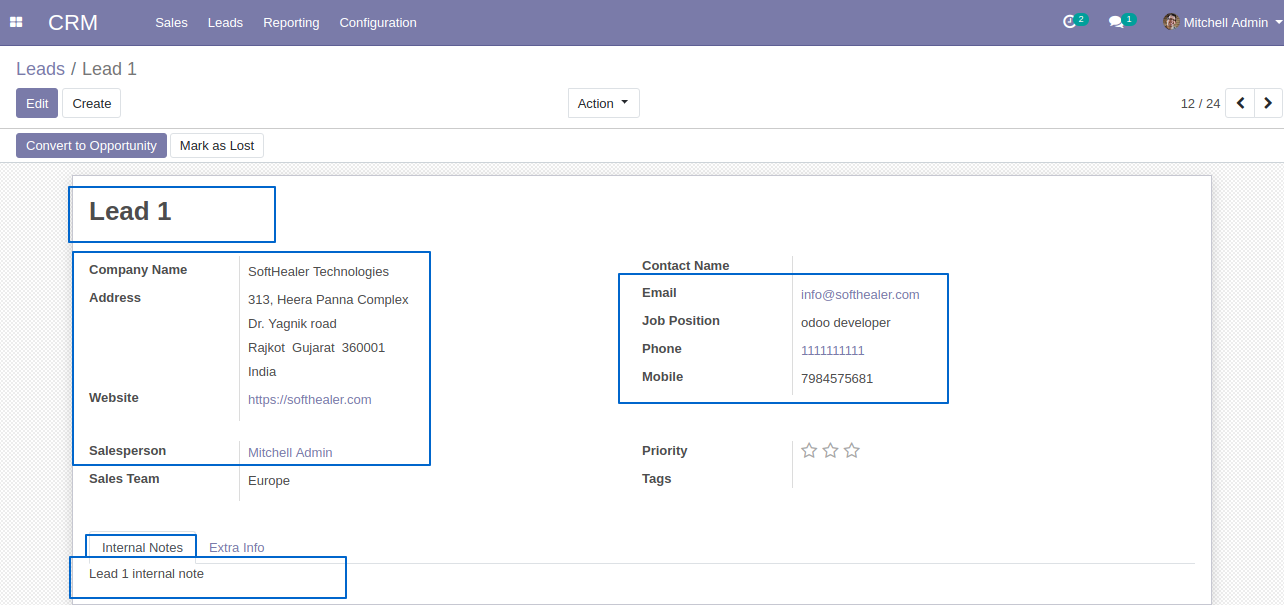 CRM Sales Leads Reporting Configuration 2 1 Mitchell Admin
Leads / Lead 1
Edit Create Action 12 / 24
Convert to Opportunity Mark as Lost
Lead 1
Company Name SoftHealer Technologies
Address 313, Heera Panna Complex
Dr. Yagnik road
Rajkot Gujarat 360001
India
Website https://softhealer.com
Contact Name
Email info@softhealer.com
Job Position odoo developer
Phone 1111111111
Mobile 7984575681
Salesperson Mitchell Admin
Sales Team Europe
Priority
Tags
Internal Notes Extra Info
Lead 1 internal note